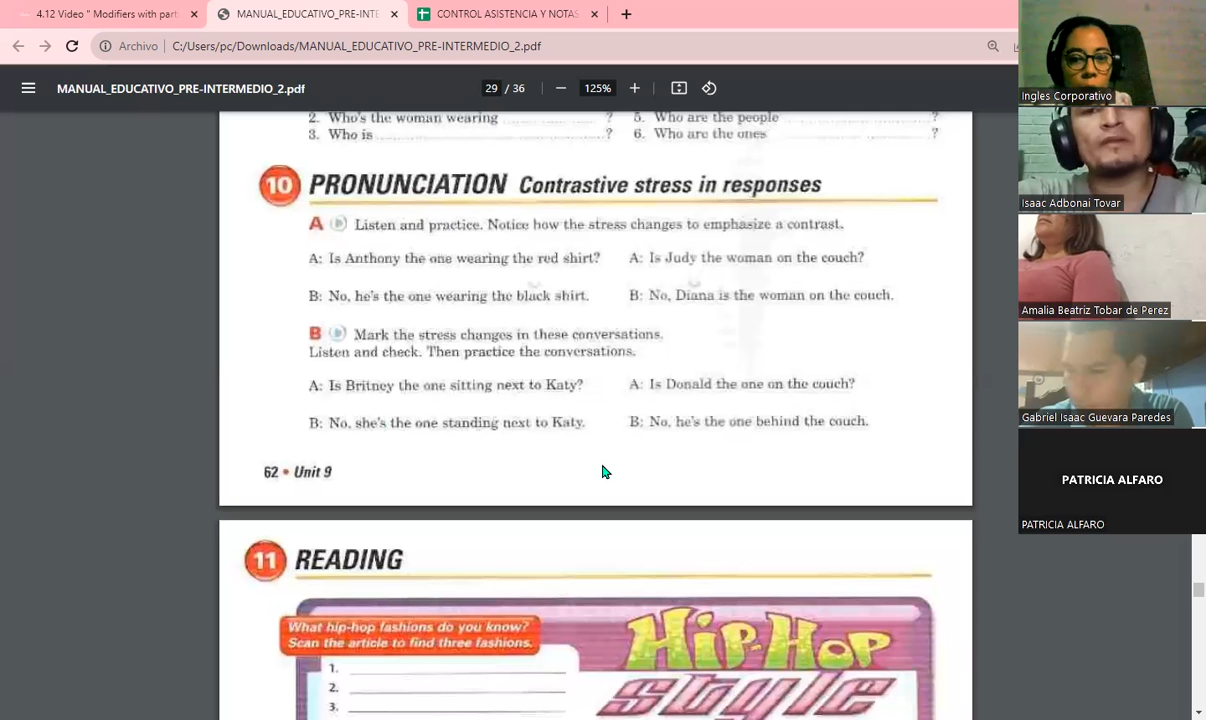 4.12 Video " Modifiers with part
MANUAL_EDUCATIVO_PRE-INTE
CONTROL ASISTENCIA Y NOTAS
Archivo
C:/Users/pc/Downloads/MANUAL_EDUCATIVO_PRE-INTERMEDIO_2.pdf
MANUAL_EDUCATIVO_PRE-INTERMEDIO_2.pdf
29 / 36
125%
2. Who's the woman wearing ?
5. Who are the people ?
3. Who is ?
6. Who are the ones ?
10 PRONUNCIATION Contrastive stress in responses
A Listen and practice. Notice how the stress changes to emphasize a contrast.
A: Is Anthony the one wearing the red shirt?
B: No, he's the one wearing the black shirt.
A: Is Judy the woman on the couch?
B: No, Diana is the woman on the couch.
B Mark the stress changes in these conversations.
Listen and check. Then practice the conversations.
A: Is Britney the one sitting next to Katy?
B: No, she's the one standing next to Katy.
A: Is Donald the one on the couch?
B: No, he's the one behind the couch.
62 • Unit 9
11 READING
What hip-hop fashions do you know?
Scan the article to find three fashions.
1.
2.
3.
Hip-Hop
style
Ingles Corporativo
Isaac Adbonai Tovar
Amalia Beatriz Tobar de Perez
Gabriel Isaac Guevara Paredes
PATRICIA ALFARO
PATRICIA ALFARO